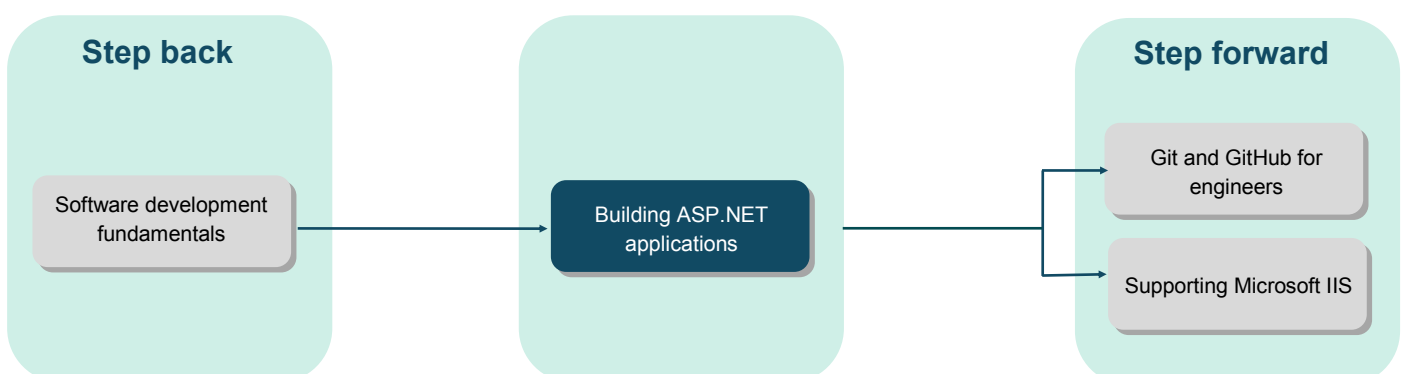 Step back
Software development
fundamentals
Building ASP.NET
applications
Step forward
Git and GitHub for
engineers
Supporting Microsoft IIS